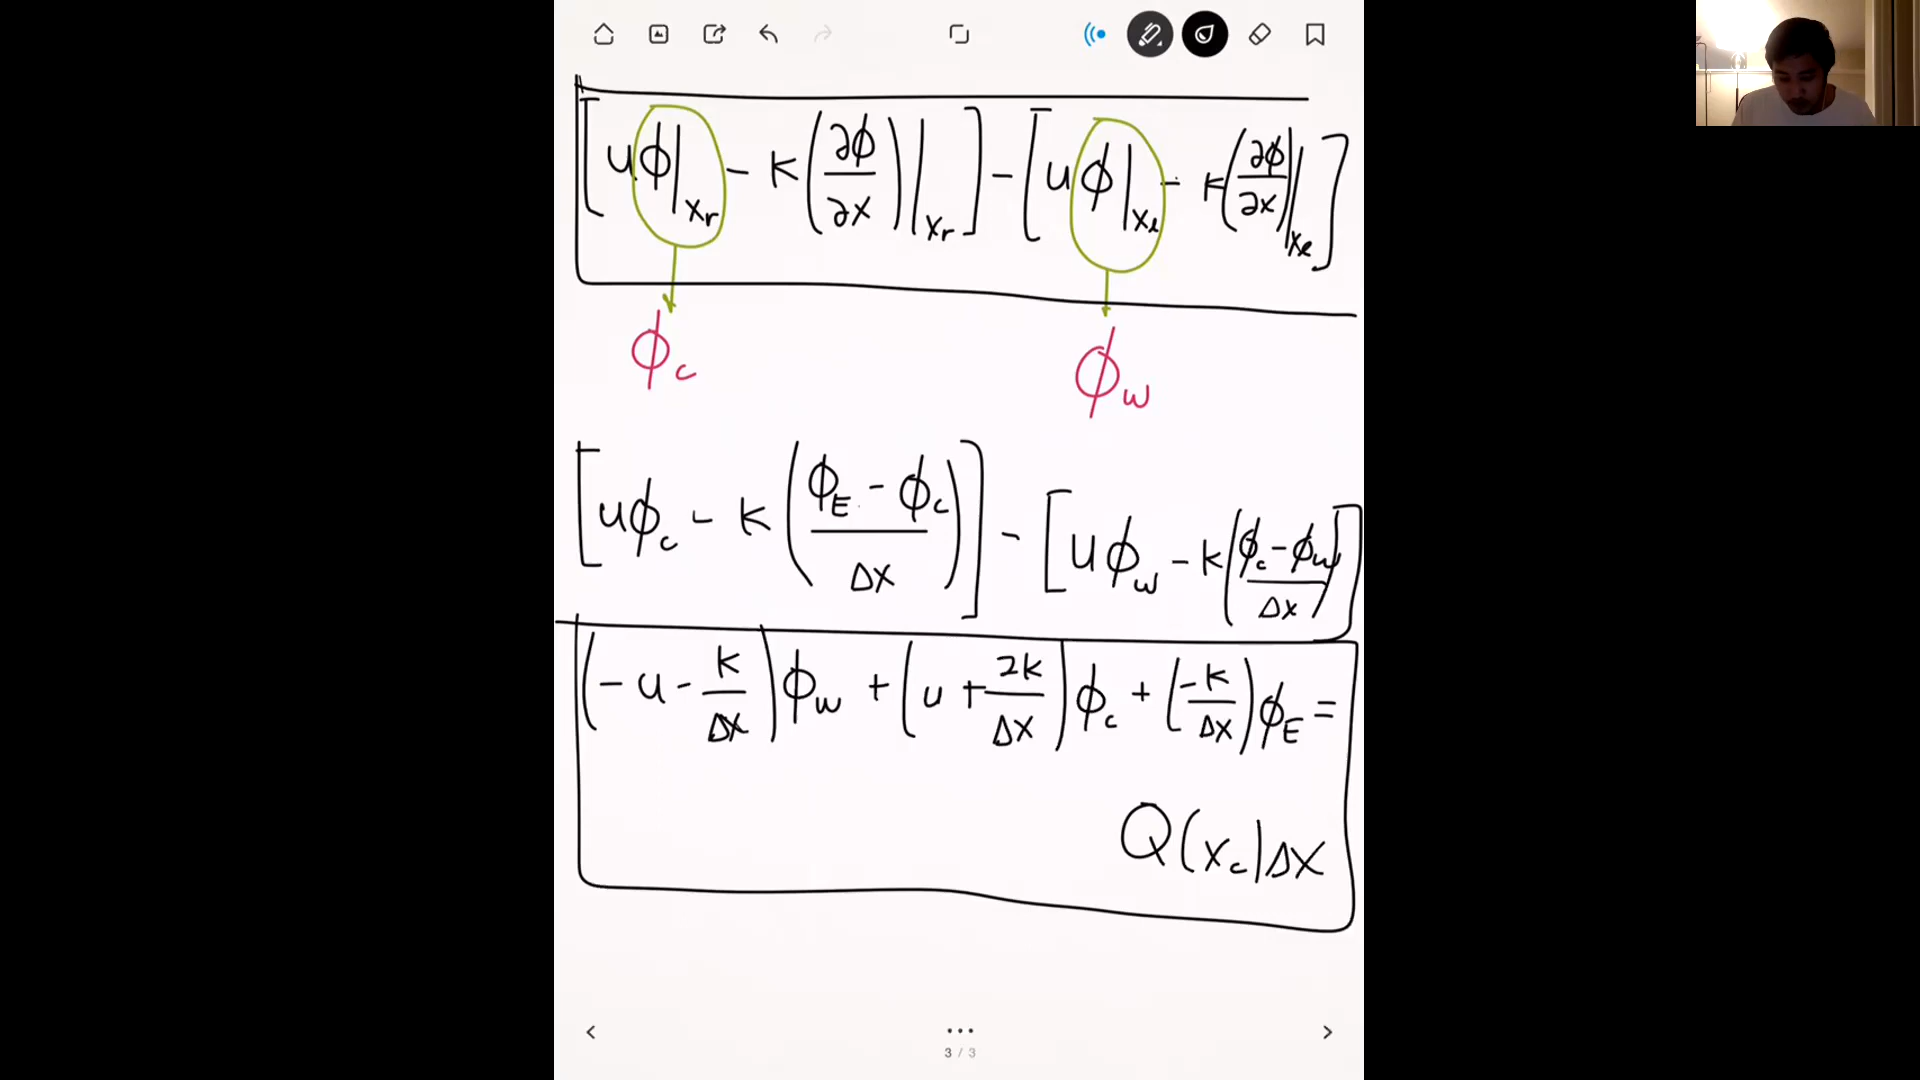 [uϕ|xr - K(∂ϕ/∂x)|xr] - [uϕ|xℓ - K(∂ϕ/∂x)|xℓ]
ϕc ϕw
[uϕc - K((ϕE - ϕc)/Δx)] - [uϕw - K((ϕc - ϕw)/Δx)]
(-u - K/Δx)ϕw + (u + 2K/Δx)ϕc + (-K/Δx)ϕE =
Q(xc)Δx
3 / 3